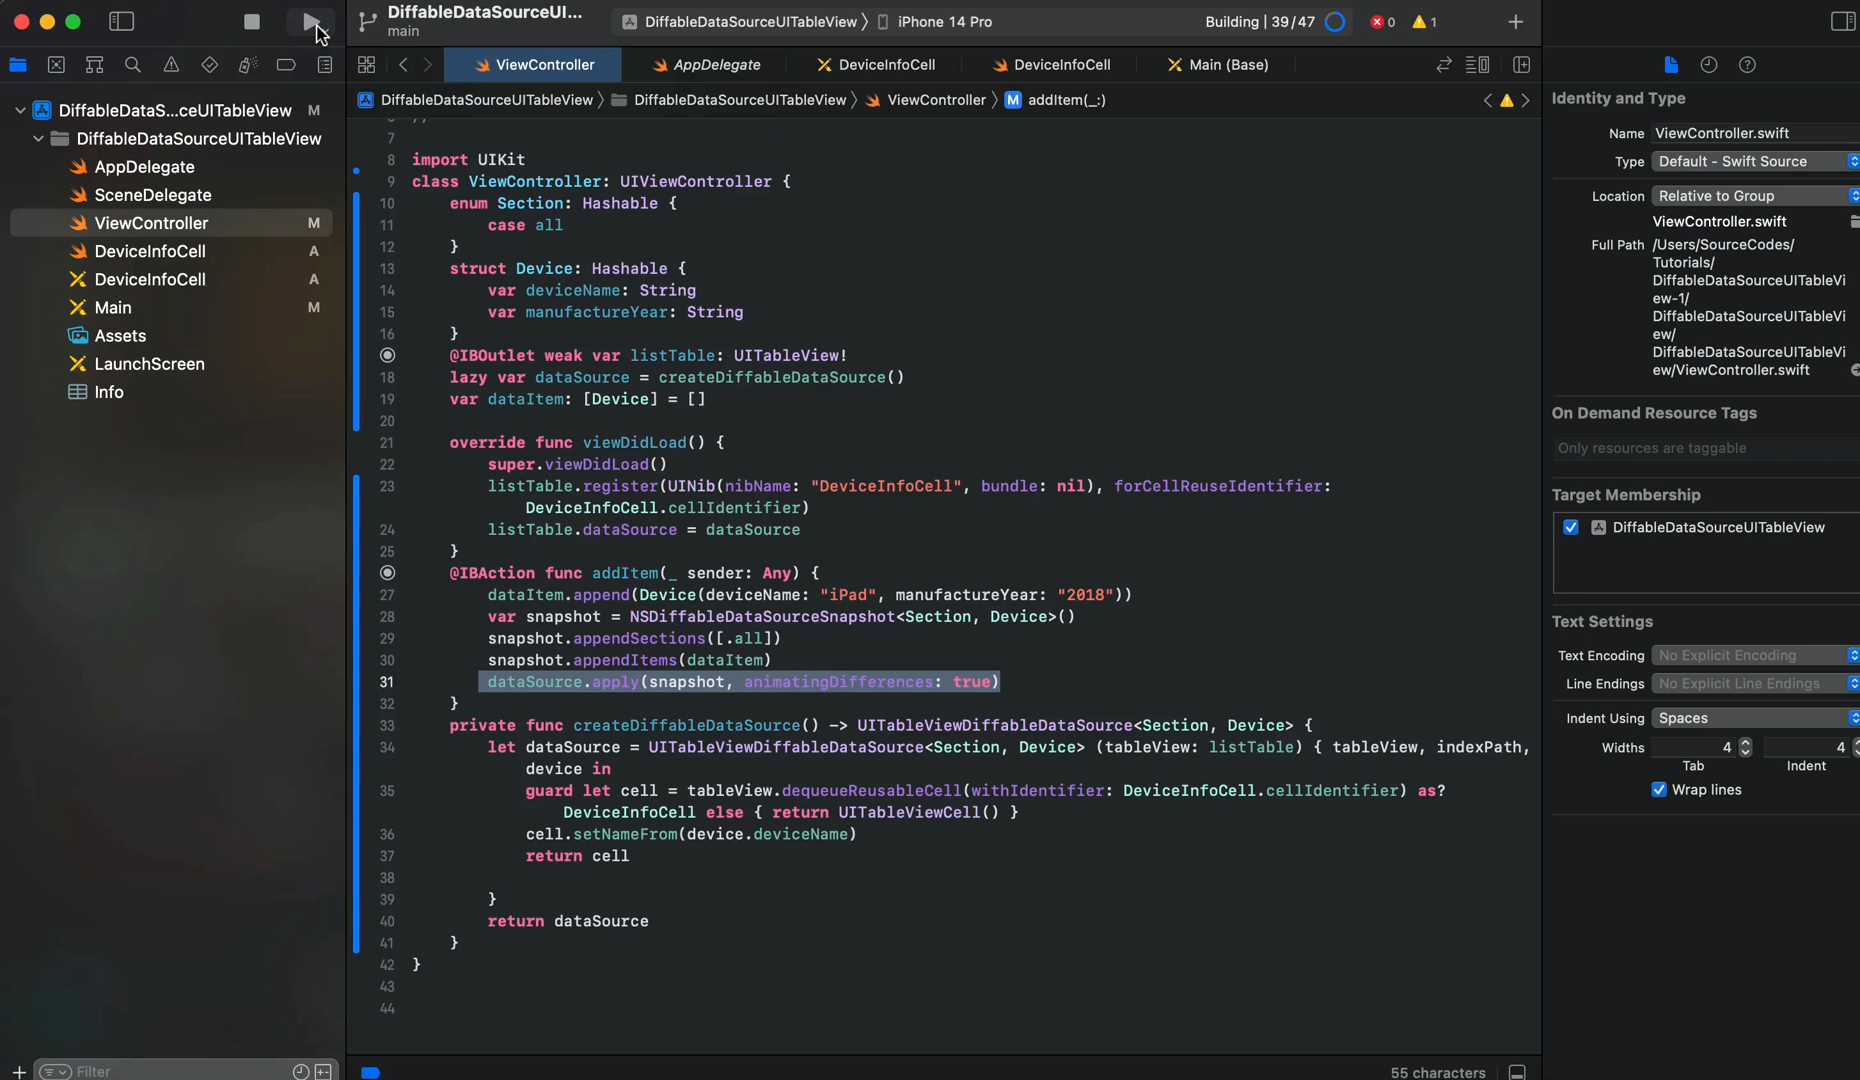 DiffableDataSourceUI...
main
DiffableDataSourceUITableView 〉 iPhone 14 Pro
Building | 39/47
0
1
ViewController
AppDelegate
DeviceInfoCell
DeviceInfoCell
Main (Base)
DiffableDataSourceUITableView 〉 DiffableDataSourceUITableView 〉 ViewController 〉 M addItem(_:)
DiffableDataS...ceUITableView M
DiffableDataSourceUITableView
AppDelegate
SceneDelegate
ViewController M
DeviceInfoCell A
DeviceInfoCell A
Main M
Assets
LaunchScreen
Info
Filter
7
8 import UIKit
9 class ViewController: UIViewController {
10 enum Section: Hashable {
11 case all
12 }
13 struct Device: Hashable {
14 var deviceName: String
15 var manufactureYear: String
16 }
@IBOutlet weak var listTable: UITableView!
18 lazy var dataSource = createDiffableDataSource()
19 var dataItem: [Device] = []
20
21 override func viewDidLoad() {
22 super.viewDidLoad()
23 listTable.register(UINib(nibName: "DeviceInfoCell", bundle: nil), forCellReuseIdentifier:
DeviceInfoCell.cellIdentifier)
24 listTable.dataSource = dataSource
25 }
@IBAction func addItem(_ sender: Any) {
27 dataItem.append(Device(deviceName: "iPad", manufactureYear: "2018"))
28 var snapshot = NSDiffableDataSourceSnapshot<Section, Device>()
29 snapshot.appendSections([.all])
30 snapshot.appendItems(dataItem)
31 dataSource.apply(snapshot, animatingDifferences: true)
32 }
33 private func createDiffableDataSource() -> UITableViewDiffableDataSource<Section, Device> {
34 let dataSource = UITableViewDiffableDataSource<Section, Device> (tableView: listTable) { tableView, indexPath,
device in
35 guard let cell = tableView.dequeueReusableCell(withIdentifier: DeviceInfoCell.cellIdentifier) as?
DeviceInfoCell else { return UITableViewCell() }
36 cell.setNameFrom(device.deviceName)
37 return cell
38
39 }
40 return dataSource
41 }
42 }
43
44
55 characters
Identity and Type
Name ViewController.swift
Type Default - Swift Source
Location Relative to Group
ViewController.swift
Full Path /Users/SourceCodes/
Tutorials/
DiffableDataSourceUITableVi
ew-1/
DiffableDataSourceUITableVi
ew/
DiffableDataSourceUITableVi
ew/ViewController.swift
On Demand Resource Tags
Only resources are taggable
Target Membership
DiffableDataSourceUITableView
Text Settings
Text Encoding No Explicit Encoding
Line Endings No Explicit Line Endings
Indent Using Spaces
Widths 4 4
Tab Indent
Wrap lines